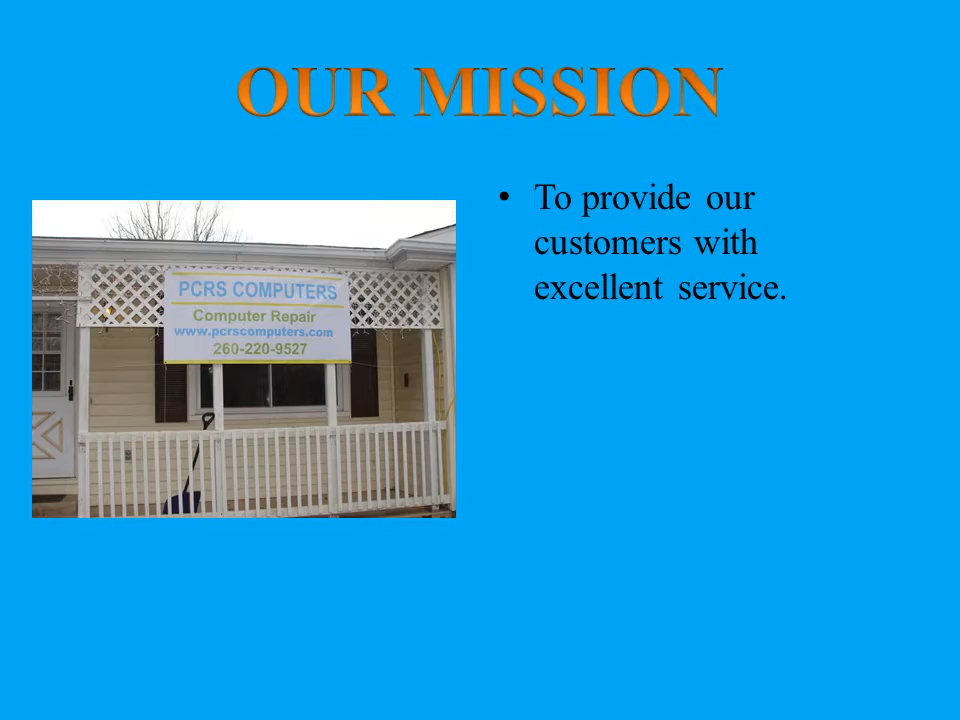 OUR MISSION
PCRS COMPUTERS
Computer Repair
www.pcrscomputers.com
260-220-9527
• To provide our
customers with
excellent service.